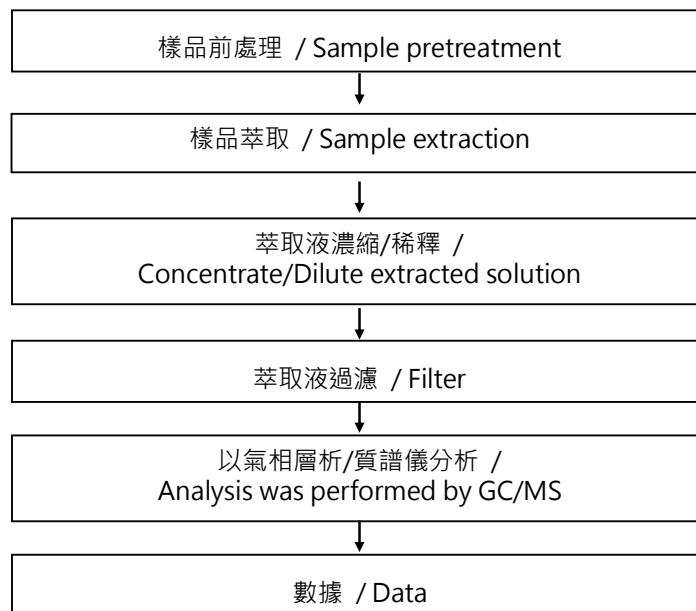 樣品前處理 / Sample pretreatment
樣品萃取 / Sample extraction
萃取液濃縮/稀釋 /
Concentrate/Dilute extracted solution
萃取液過濾 / Filter
以氣相層析/質譜儀分析 /
Analysis was performed by GC/MS
數據 / Data